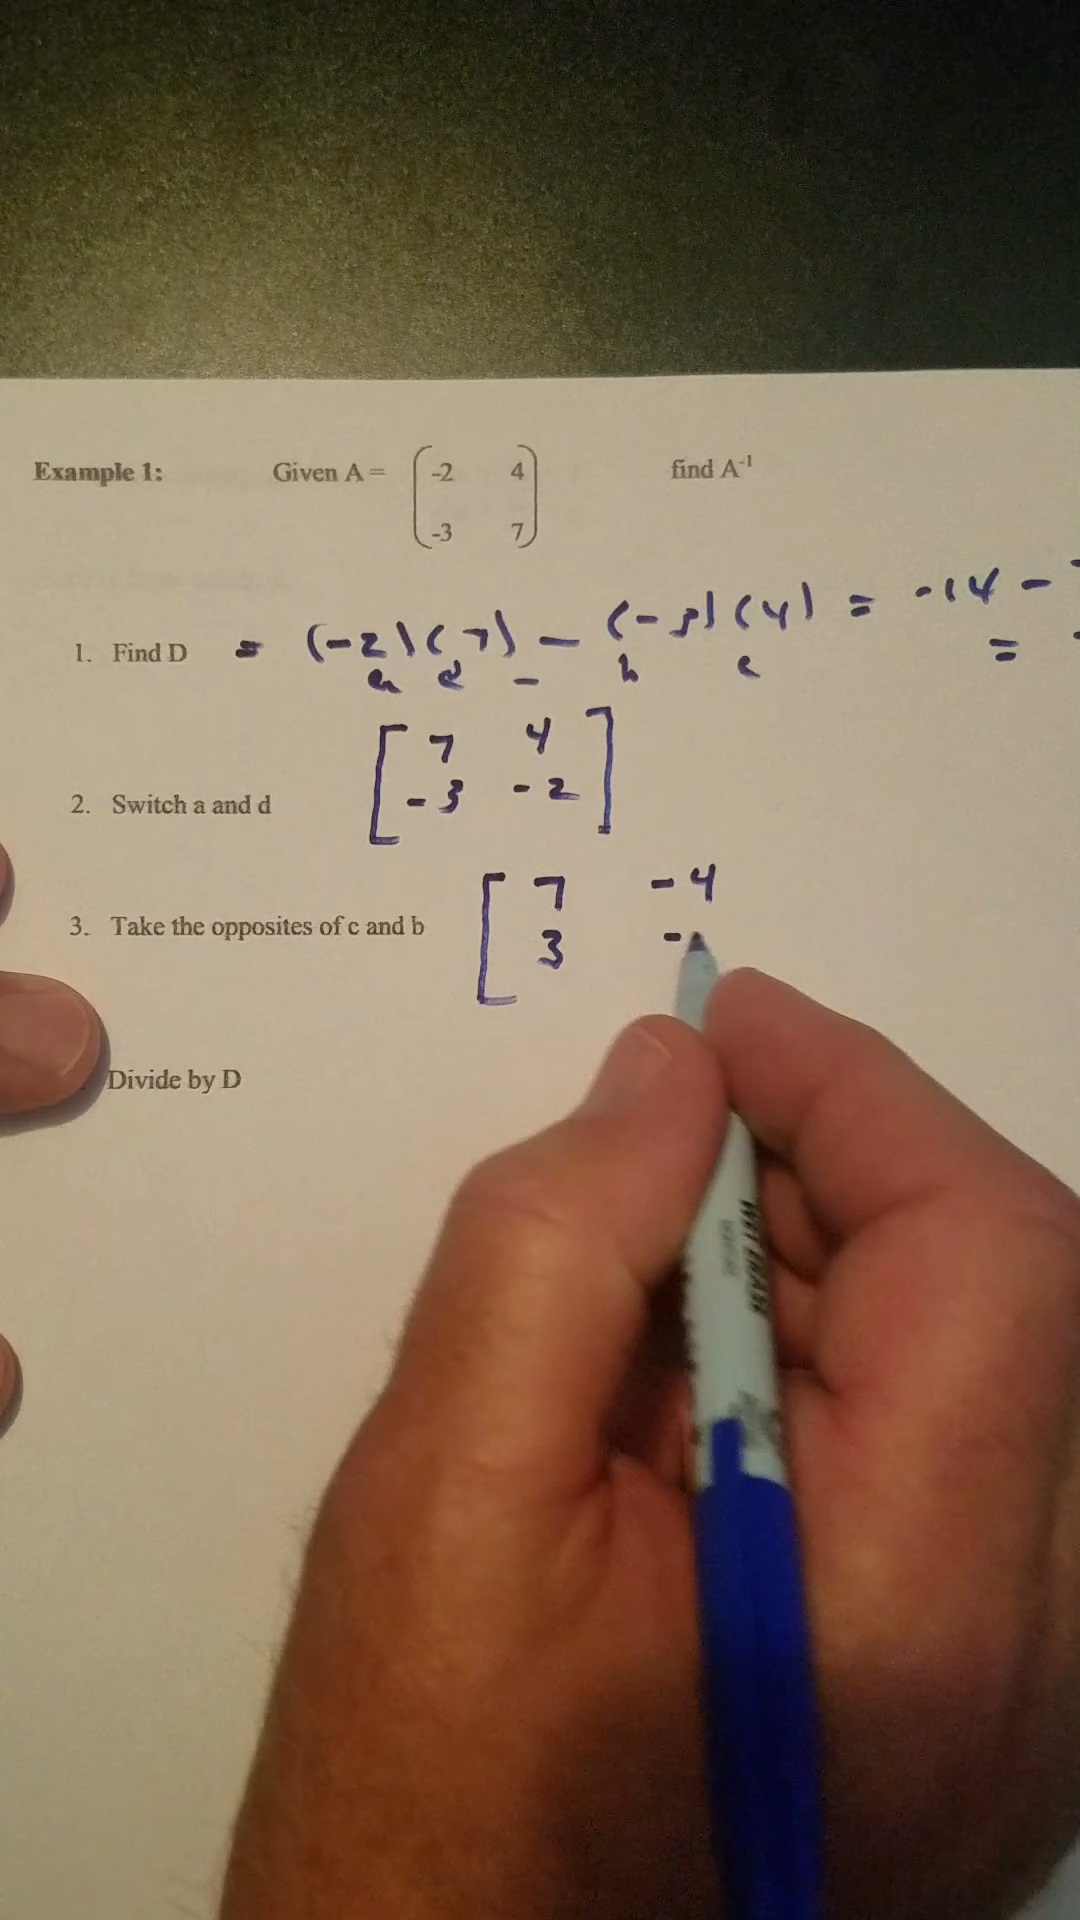 Example 1: Given A = find A⁻¹
-2 4
-3 7
1. Find D = (-2)(7) - (-3)(4) = -14 -
a d - b c =
7 4
-3 -2
2. Switch a and d
7 -4
3. Take the opposites of c and b
3 -
Divide by D